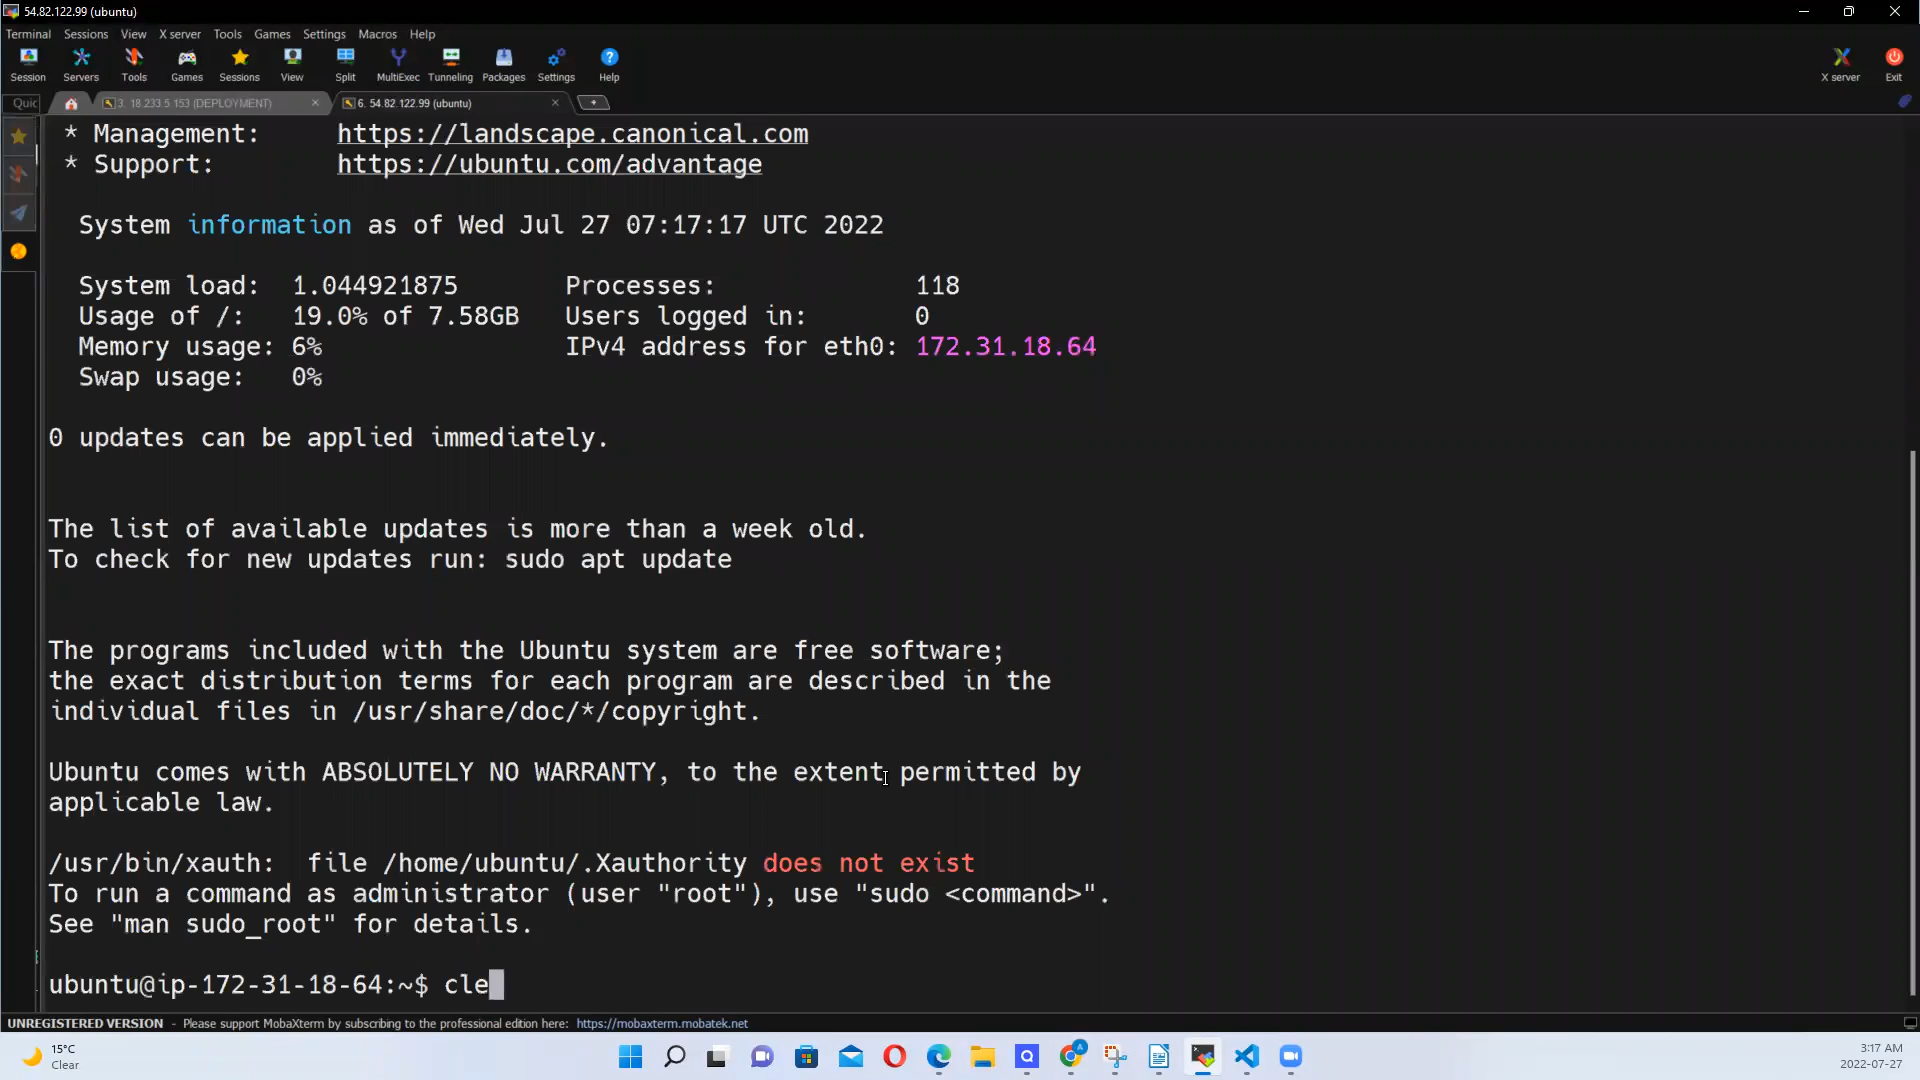 54.82.122.99 (ubuntu)
Terminal Sessions View X server Tools Games Settings Macros Help
Session Servers Tools Games Sessions View Split MultiExec Tunneling Packages Settings Help X server Exit
Quic 3. 18.233.5.153 (DEPLOYMENT) 6. 54.82.122.99 (ubuntu)
* Management: https://landscape.canonical.com
* Support: https://ubuntu.com/advantage
System information as of Wed Jul 27 07:17:17 UTC 2022
System load: 1.044921875 Processes: 118
Usage of /: 19.0% of 7.58GB Users logged in: 0
Memory usage: 6% IPv4 address for eth0: 172.31.18.64
Swap usage: 0%
0 updates can be applied immediately.
The list of available updates is more than a week old.
To check for new updates run: sudo apt update
The programs included with the Ubuntu system are free software;
the exact distribution terms for each program are described in the
individual files in /usr/share/doc/*/copyright.
Ubuntu comes with ABSOLUTELY NO WARRANTY, to the extent permitted by
applicable law.
/usr/bin/xauth: file /home/ubuntu/.Xauthority does not exist
To run a command as administrator (user "root"), use "sudo <command>".
See "man sudo_root" for details.
ubuntu@ip-172-31-18-64:~$ cle
UNREGISTERED VERSION - Please support MobaXterm by subscribing to the professional edition here: https://mobaxterm.mobatek.net
15°C
Clear
3:17 AM
2022-07-27